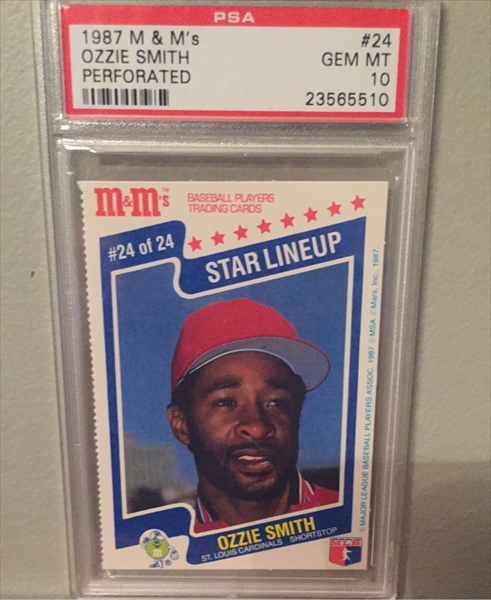 PSA
1987 M & M's #24
OZZIE SMITH GEM MT
PERFORATED 10
23565510
m&m's™ BASEBALL PLAYERS
TRADING CARDS
#24 of 24
STAR LINEUP
OZZIE SMITH
ST. LOUIS CARDINALS SHORTSTOP
©MAJOR LEAGUE BASEBALL PLAYERS ASSOC. 1987 ©MSA ©Mars, Inc. 1987